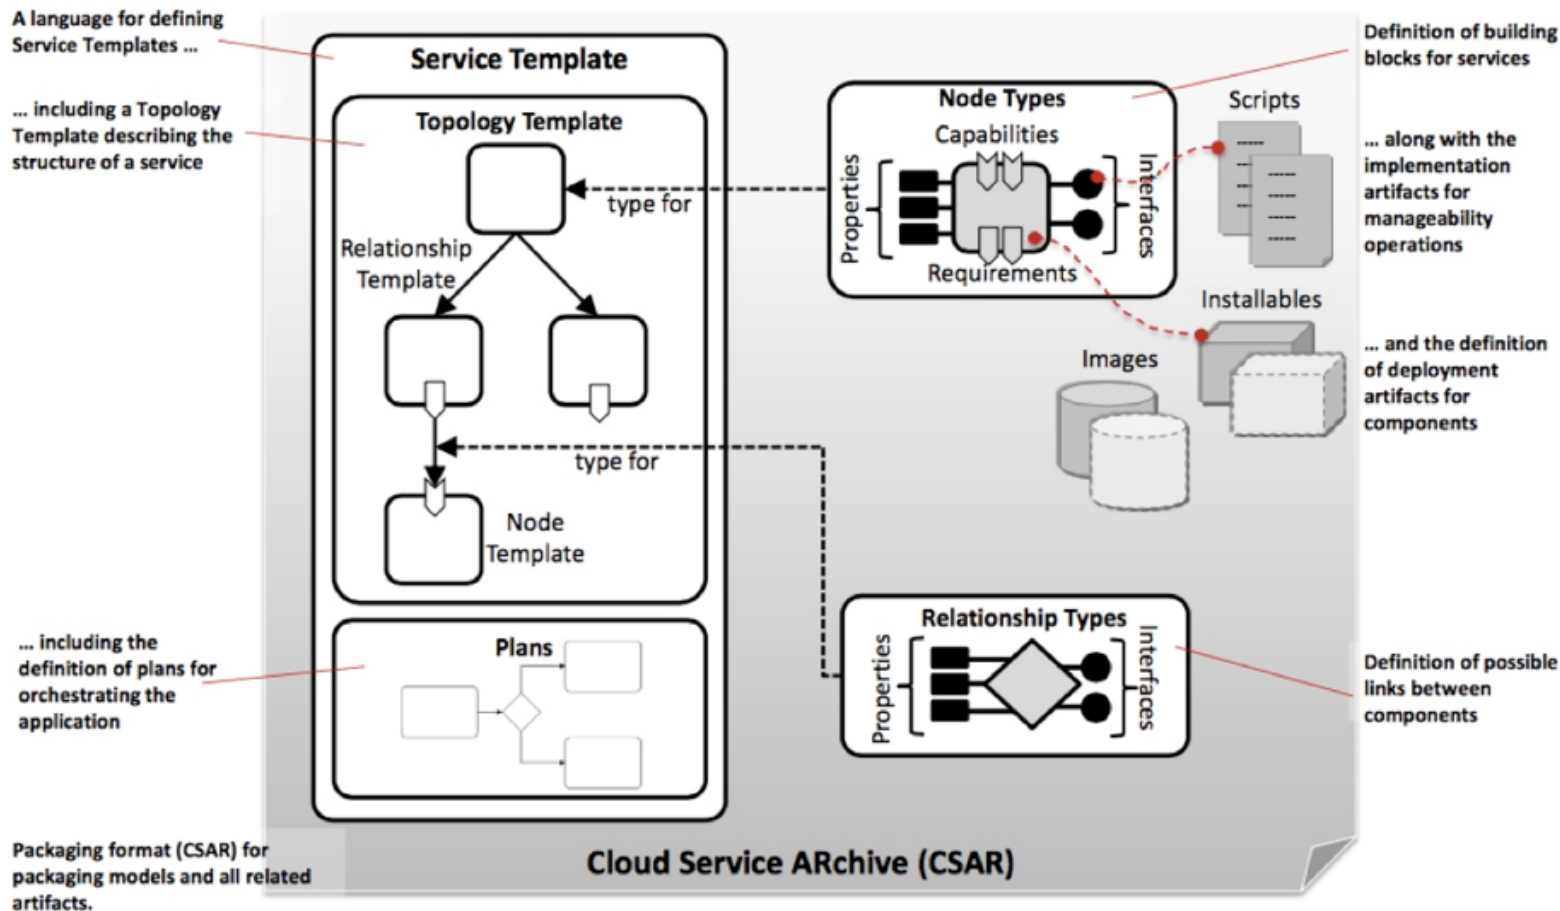 A language for defining
Service Templates ...
... including a Topology
Template describing the
structure of a service
... including the
definition of plans for
orchestrating the
application
Packaging format (CSAR) for
packaging models and all related
artifacts.
Service Template
Topology Template
type for
Relationship
Template
type for
Node
Template
Plans
Node Types
Capabilities
Properties
Interfaces
Requirements
Scripts
Installables
Images
Relationship Types
Properties
Interfaces
Cloud Service ARchive (CSAR)
Definition of building
blocks for services
... along with the
implementation
artifacts for
manageability
operations
... and the definition
of deployment
artifacts for
components
Definition of possible
links between
components